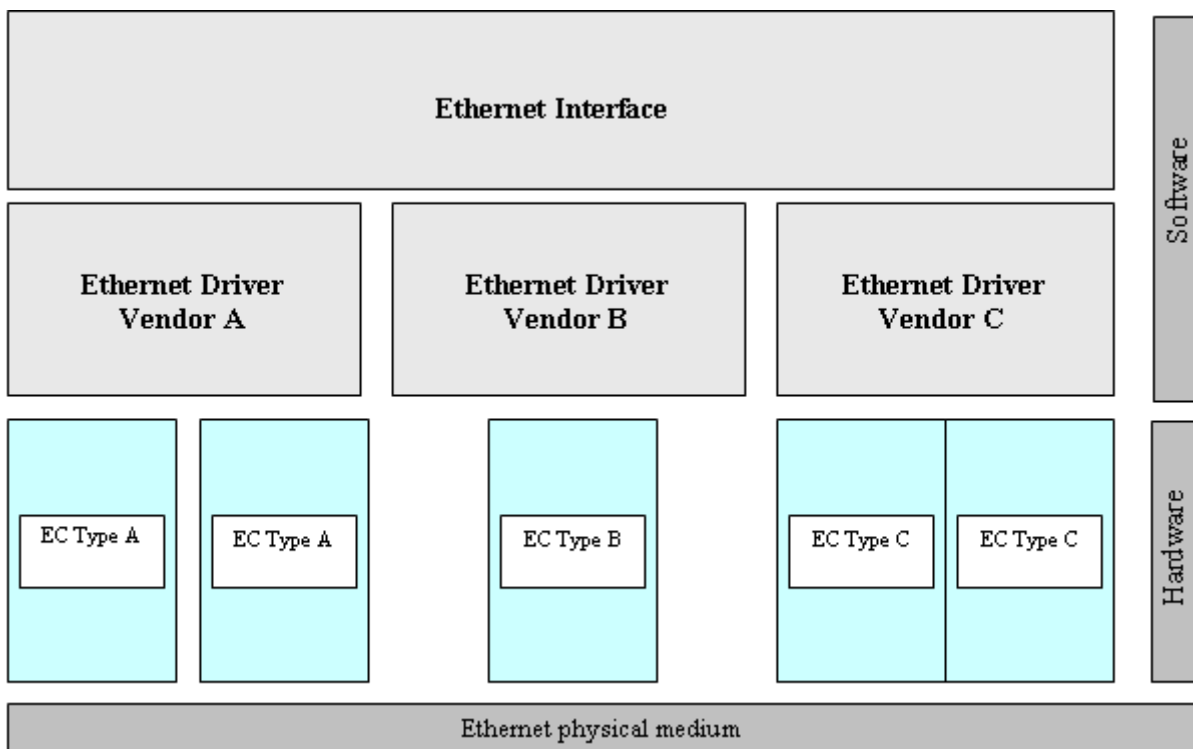 Ethernet Interface
Software
Ethernet Driver
Vendor A
Ethernet Driver
Vendor B
Ethernet Driver
Vendor C
EC Type A
EC Type A
EC Type B
EC Type C
EC Type C
Hardware
Ethernet physical medium